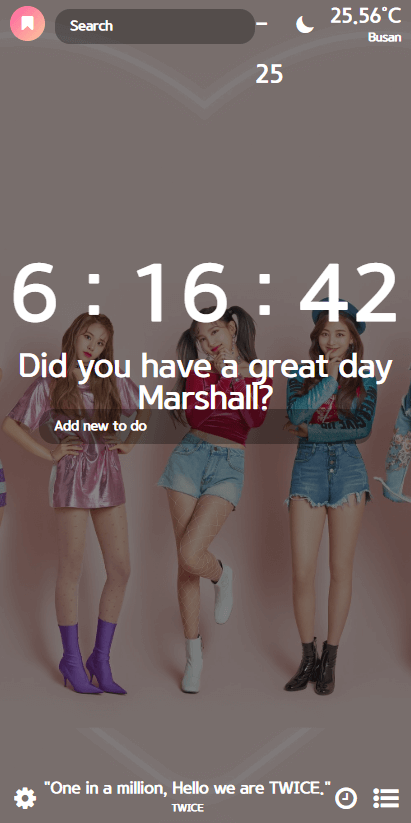 Search
–
25
25.56°C
Busan
6 : 16 : 42
Did you have a great day
Marshall?
Add new to do
"One in a million, Hello we are TWICE."
TWICE